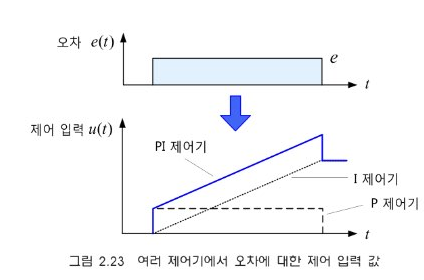 오차 e(t)
e
t
제어 입력 u(t)
PI 제어기
I 제어기
P 제어기
t
그림 2.23 여러 제어기에서 오차에 대한 제어 입력 값